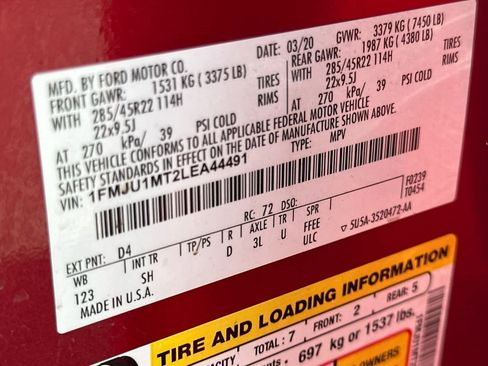 MFD. BY FORD MOTOR CO.
DATE: 03/20 GVWR: 3379 KG (7450 LB)
FRONT GAWR: 1531 KG (3375 LB) REAR GAWR: 1987 KG (4380 LB)
WITH 285/45R22 114H TIRES WITH 285/45R22 114H TIRES
22x9.5J RIMS 22x9.5J RIMS
AT 270 kPa/ 39 PSI COLD AT 270 kPa/ 39 PSI COLD
THIS VEHICLE CONFORMS TO ALL APPLICABLE FEDERAL MOTOR VEHICLE
SAFETY STANDARDS IN EFFECT ON THE DATE OF MANUFACTURE SHOWN ABOVE.
VIN: 1FMJU1MT2LEA44491 TYPE: MPV
F0239
T0454
EXT PNT: D4 RC: 72 DSO:
WB INT TR TP/PS R AXLE TR SPR
123 SH D 3L U FFEE
ULC
5U5A-3520472-AA
MADE IN U.S.A.
TIRE AND LOADING INFORMATION
TOTAL: 7 FRONT: 2 REAR: 5
697 kg or 1537 lbs.
OWNERS